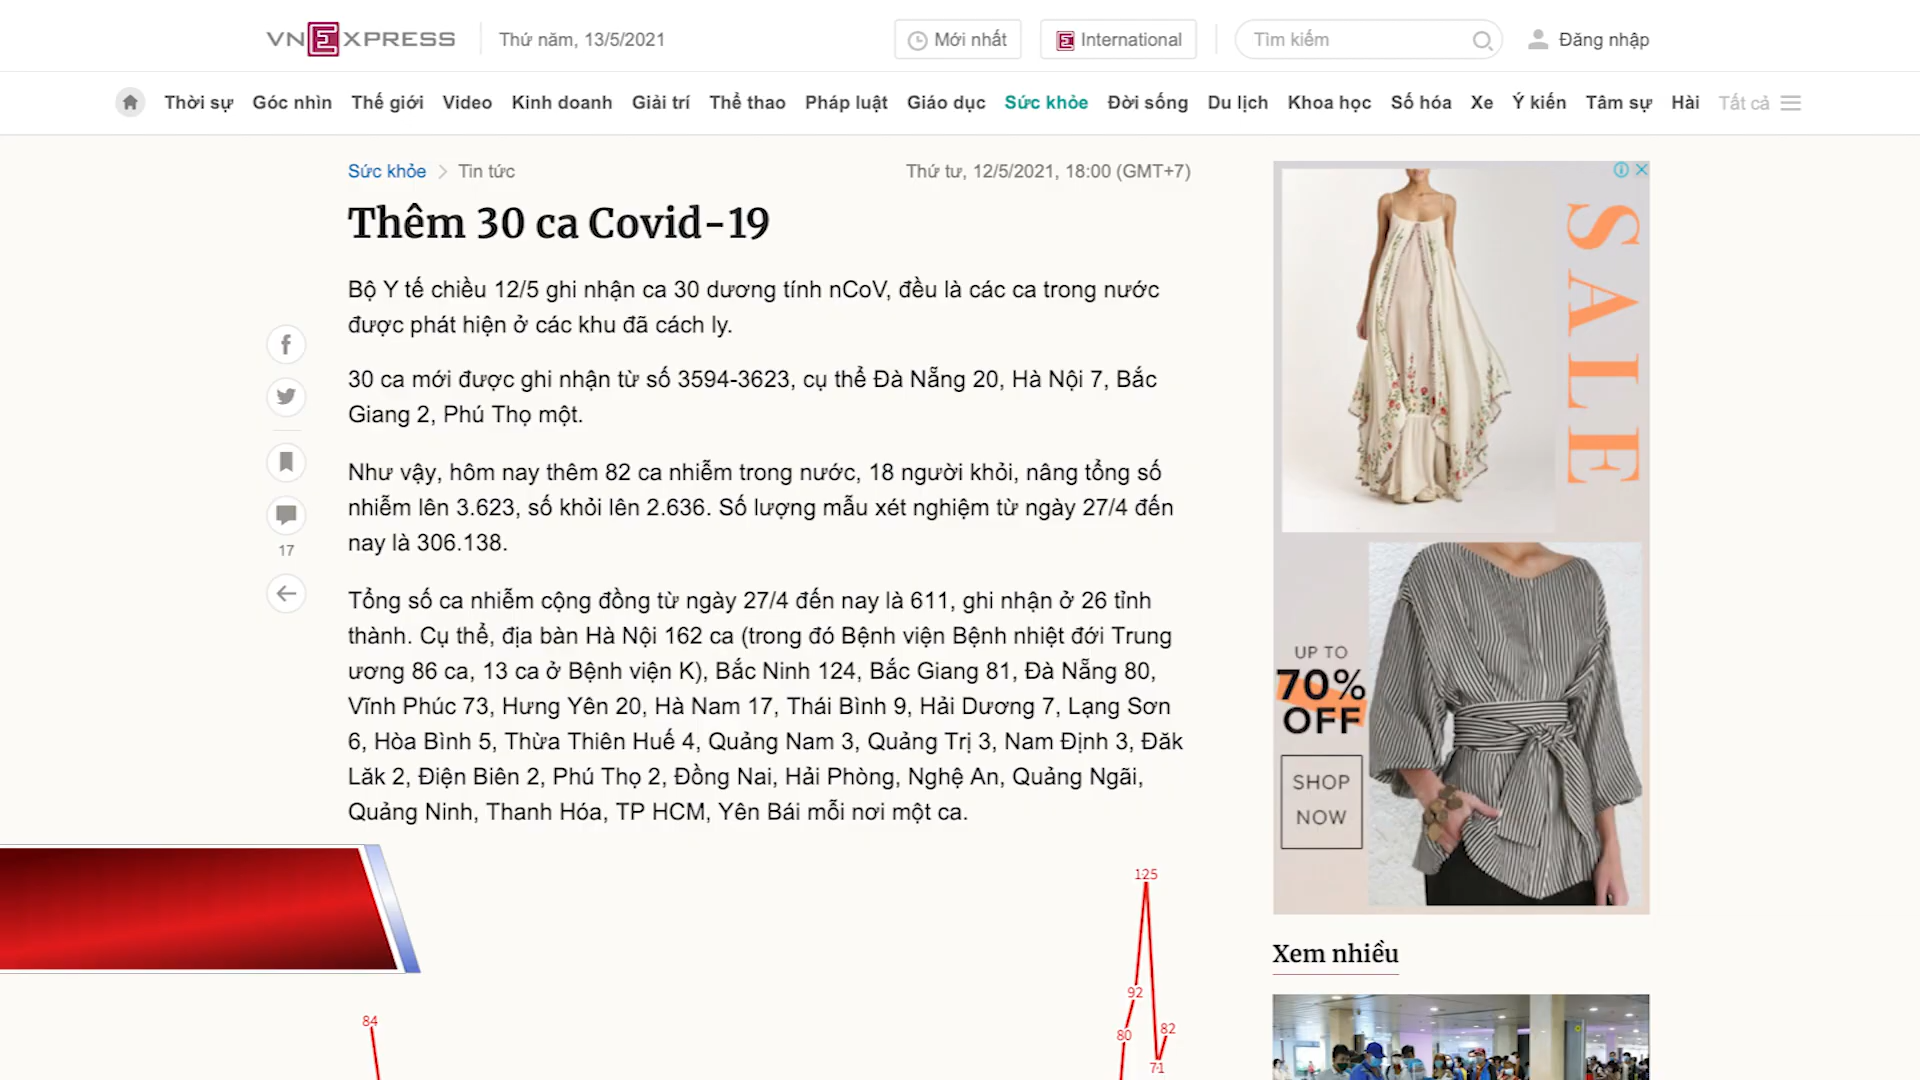 VNEXPRESS
Thứ năm, 13/5/2021
Mới nhất
International
Tìm kiếm
Đăng nhập
Thời sự Góc nhìn Thế giới Video Kinh doanh Giải trí Thể thao Pháp luật Giáo dục Sức khỏe Đời sống Du lịch Khoa học Số hóa Xe Ý kiến Tâm sự Hài Tất cả
Sức khỏe > Tin tức
Thứ tư, 12/5/2021, 18:00 (GMT+7)
Thêm 30 ca Covid-19
Bộ Y tế chiều 12/5 ghi nhận ca 30 dương tính nCoV, đều là các ca trong nước
được phát hiện ở các khu đã cách ly.
30 ca mới được ghi nhận từ số 3594-3623, cụ thể Đà Nẵng 20, Hà Nội 7, Bắc
Giang 2, Phú Thọ một.
Như vậy, hôm nay thêm 82 ca nhiễm trong nước, 18 người khỏi, nâng tổng số
nhiễm lên 3.623, số khỏi lên 2.636. Số lượng mẫu xét nghiệm từ ngày 27/4 đến
nay là 306.138.
17
Tổng số ca nhiễm cộng đồng từ ngày 27/4 đến nay là 611, ghi nhận ở 26 tỉnh
thành. Cụ thể, địa bàn Hà Nội 162 ca (trong đó Bệnh viện Bệnh nhiệt đới Trung
ương 86 ca, 13 ca ở Bệnh viện K), Bắc Ninh 124, Bắc Giang 81, Đà Nẵng 80,
Vĩnh Phúc 73, Hưng Yên 20, Hà Nam 17, Thái Bình 9, Hải Dương 7, Lạng Sơn
6, Hòa Bình 5, Thừa Thiên Huế 4, Quảng Nam 3, Quảng Trị 3, Nam Định 3, Đăk
Lăk 2, Điện Biên 2, Phú Thọ 2, Đồng Nai, Hải Phòng, Nghệ An, Quảng Ngãi,
Quảng Ninh, Thanh Hóa, TP HCM, Yên Bái mỗi nơi một ca.
125
92
84
80
82
71
SALE
UP TO
70%
OFF
SHOP
NOW
Xem nhiều